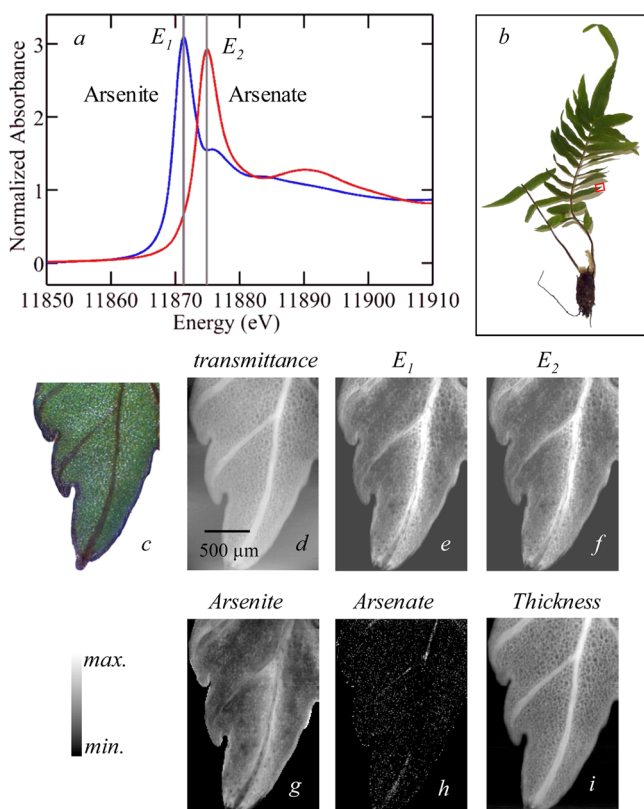 a
E1
E2
Arsenite
Arsenate
Normalized Absorbance
3
2
1
0
11850 11860 11870 11880 11890 11900 11910
Energy (eV)
b
transmittance
E1
E2
c
500 µm
d
e
f
Arsenite
Arsenate
Thickness
max.
min.
g
h
i